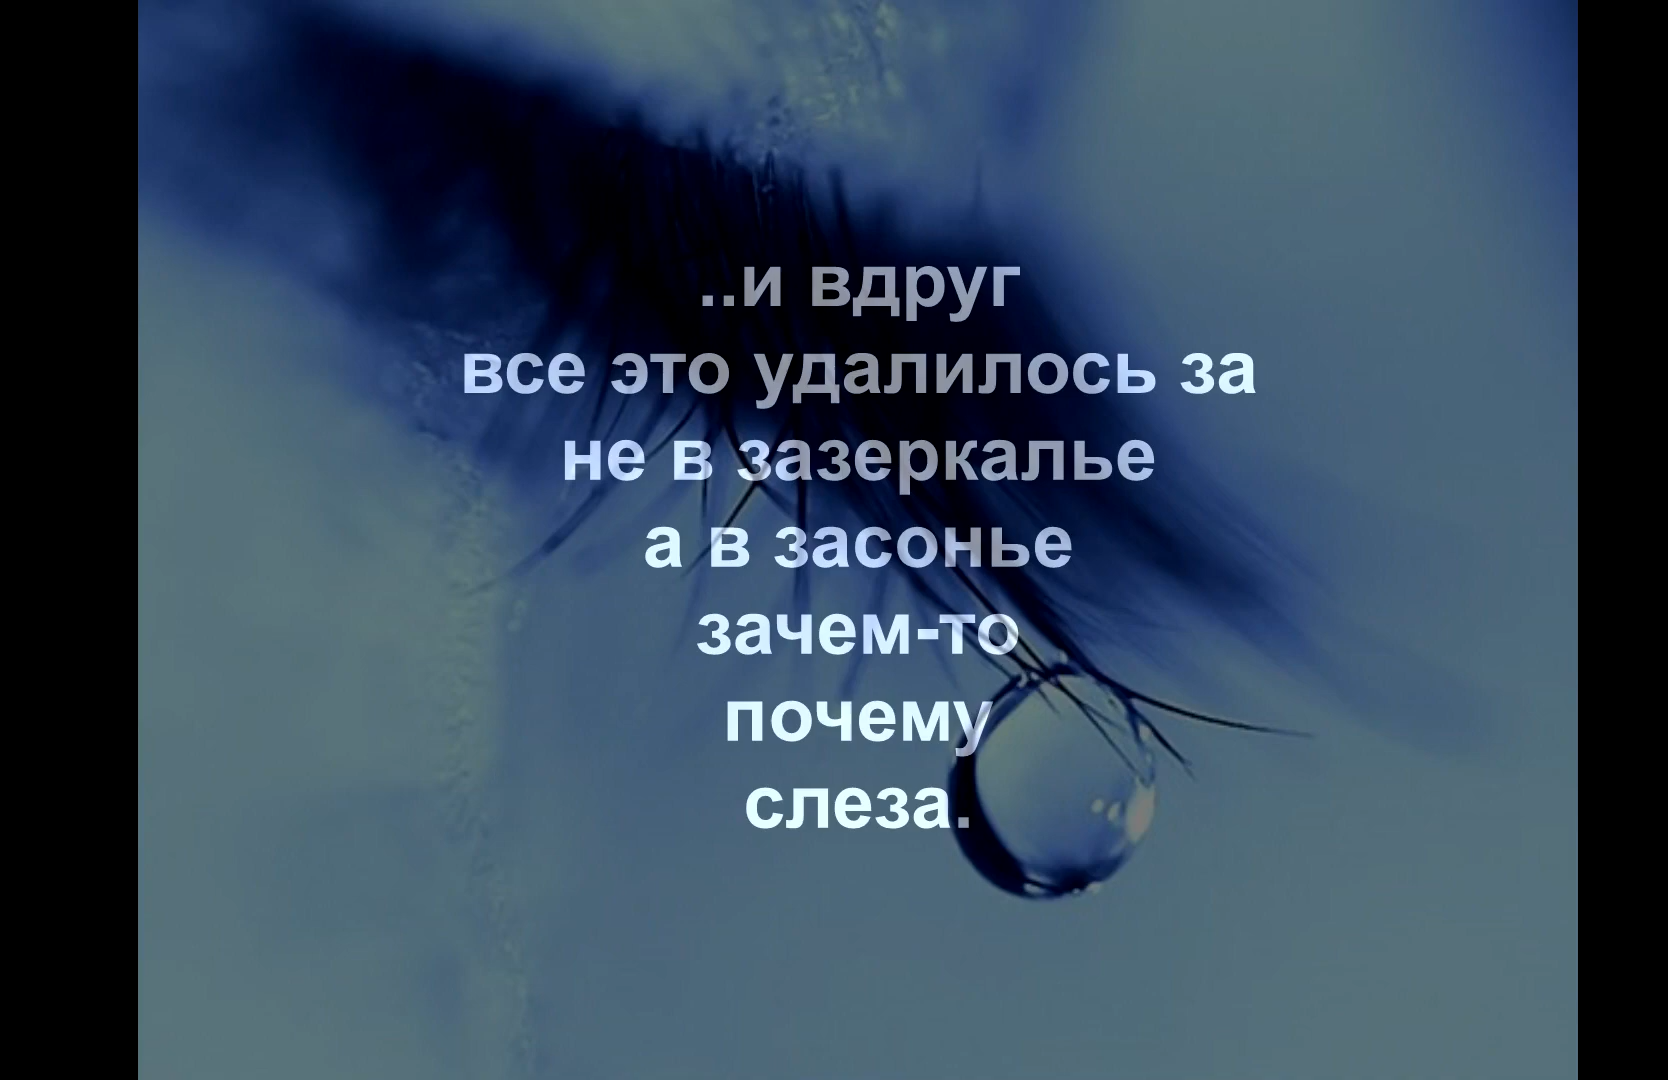 ..и вдруг
все это удалилось за
не в зазеркалье
а в засонье
зачем-то
почему
слеза.